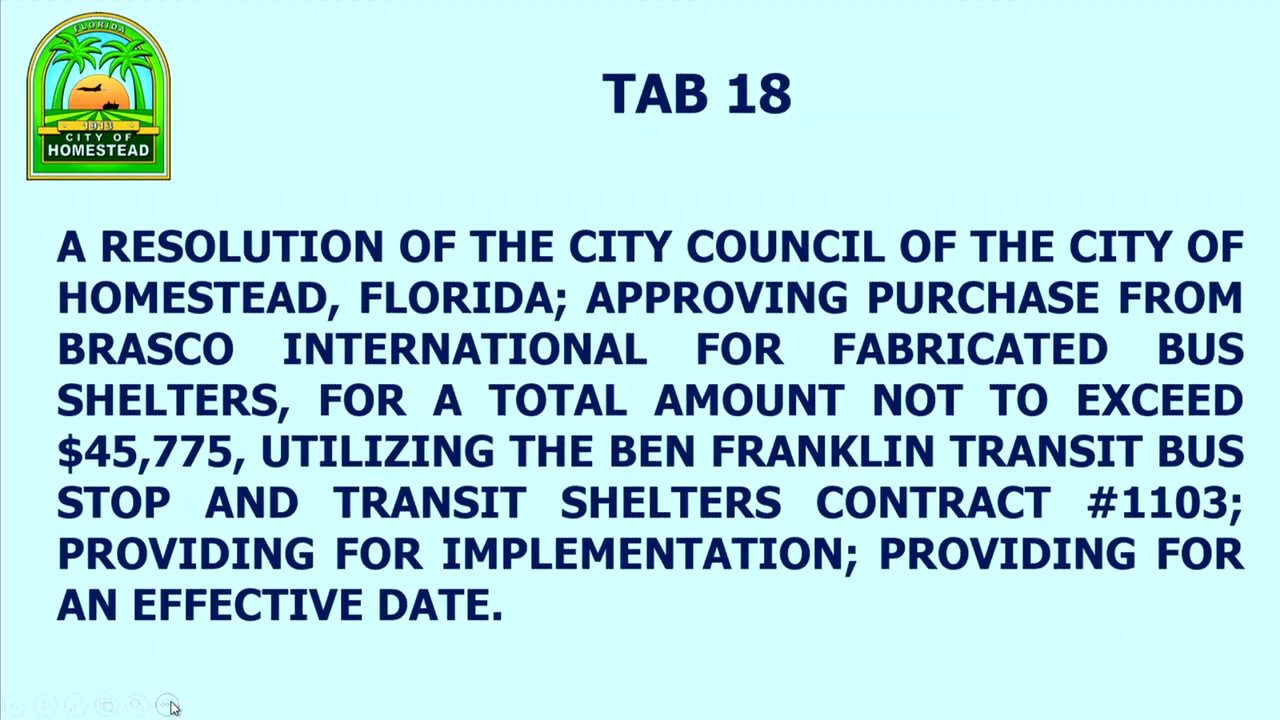 FLORIDA
1913
CITY OF
HOMESTEAD
TAB 18
A RESOLUTION OF THE CITY COUNCIL OF THE CITY OF
HOMESTEAD, FLORIDA; APPROVING PURCHASE FROM
BRASCO INTERNATIONAL FOR FABRICATED BUS
SHELTERS, FOR A TOTAL AMOUNT NOT TO EXCEED
$45,775, UTILIZING THE BEN FRANKLIN TRANSIT BUS
STOP AND TRANSIT SHELTERS CONTRACT #1103;
PROVIDING FOR IMPLEMENTATION; PROVIDING FOR
AN EFFECTIVE DATE.